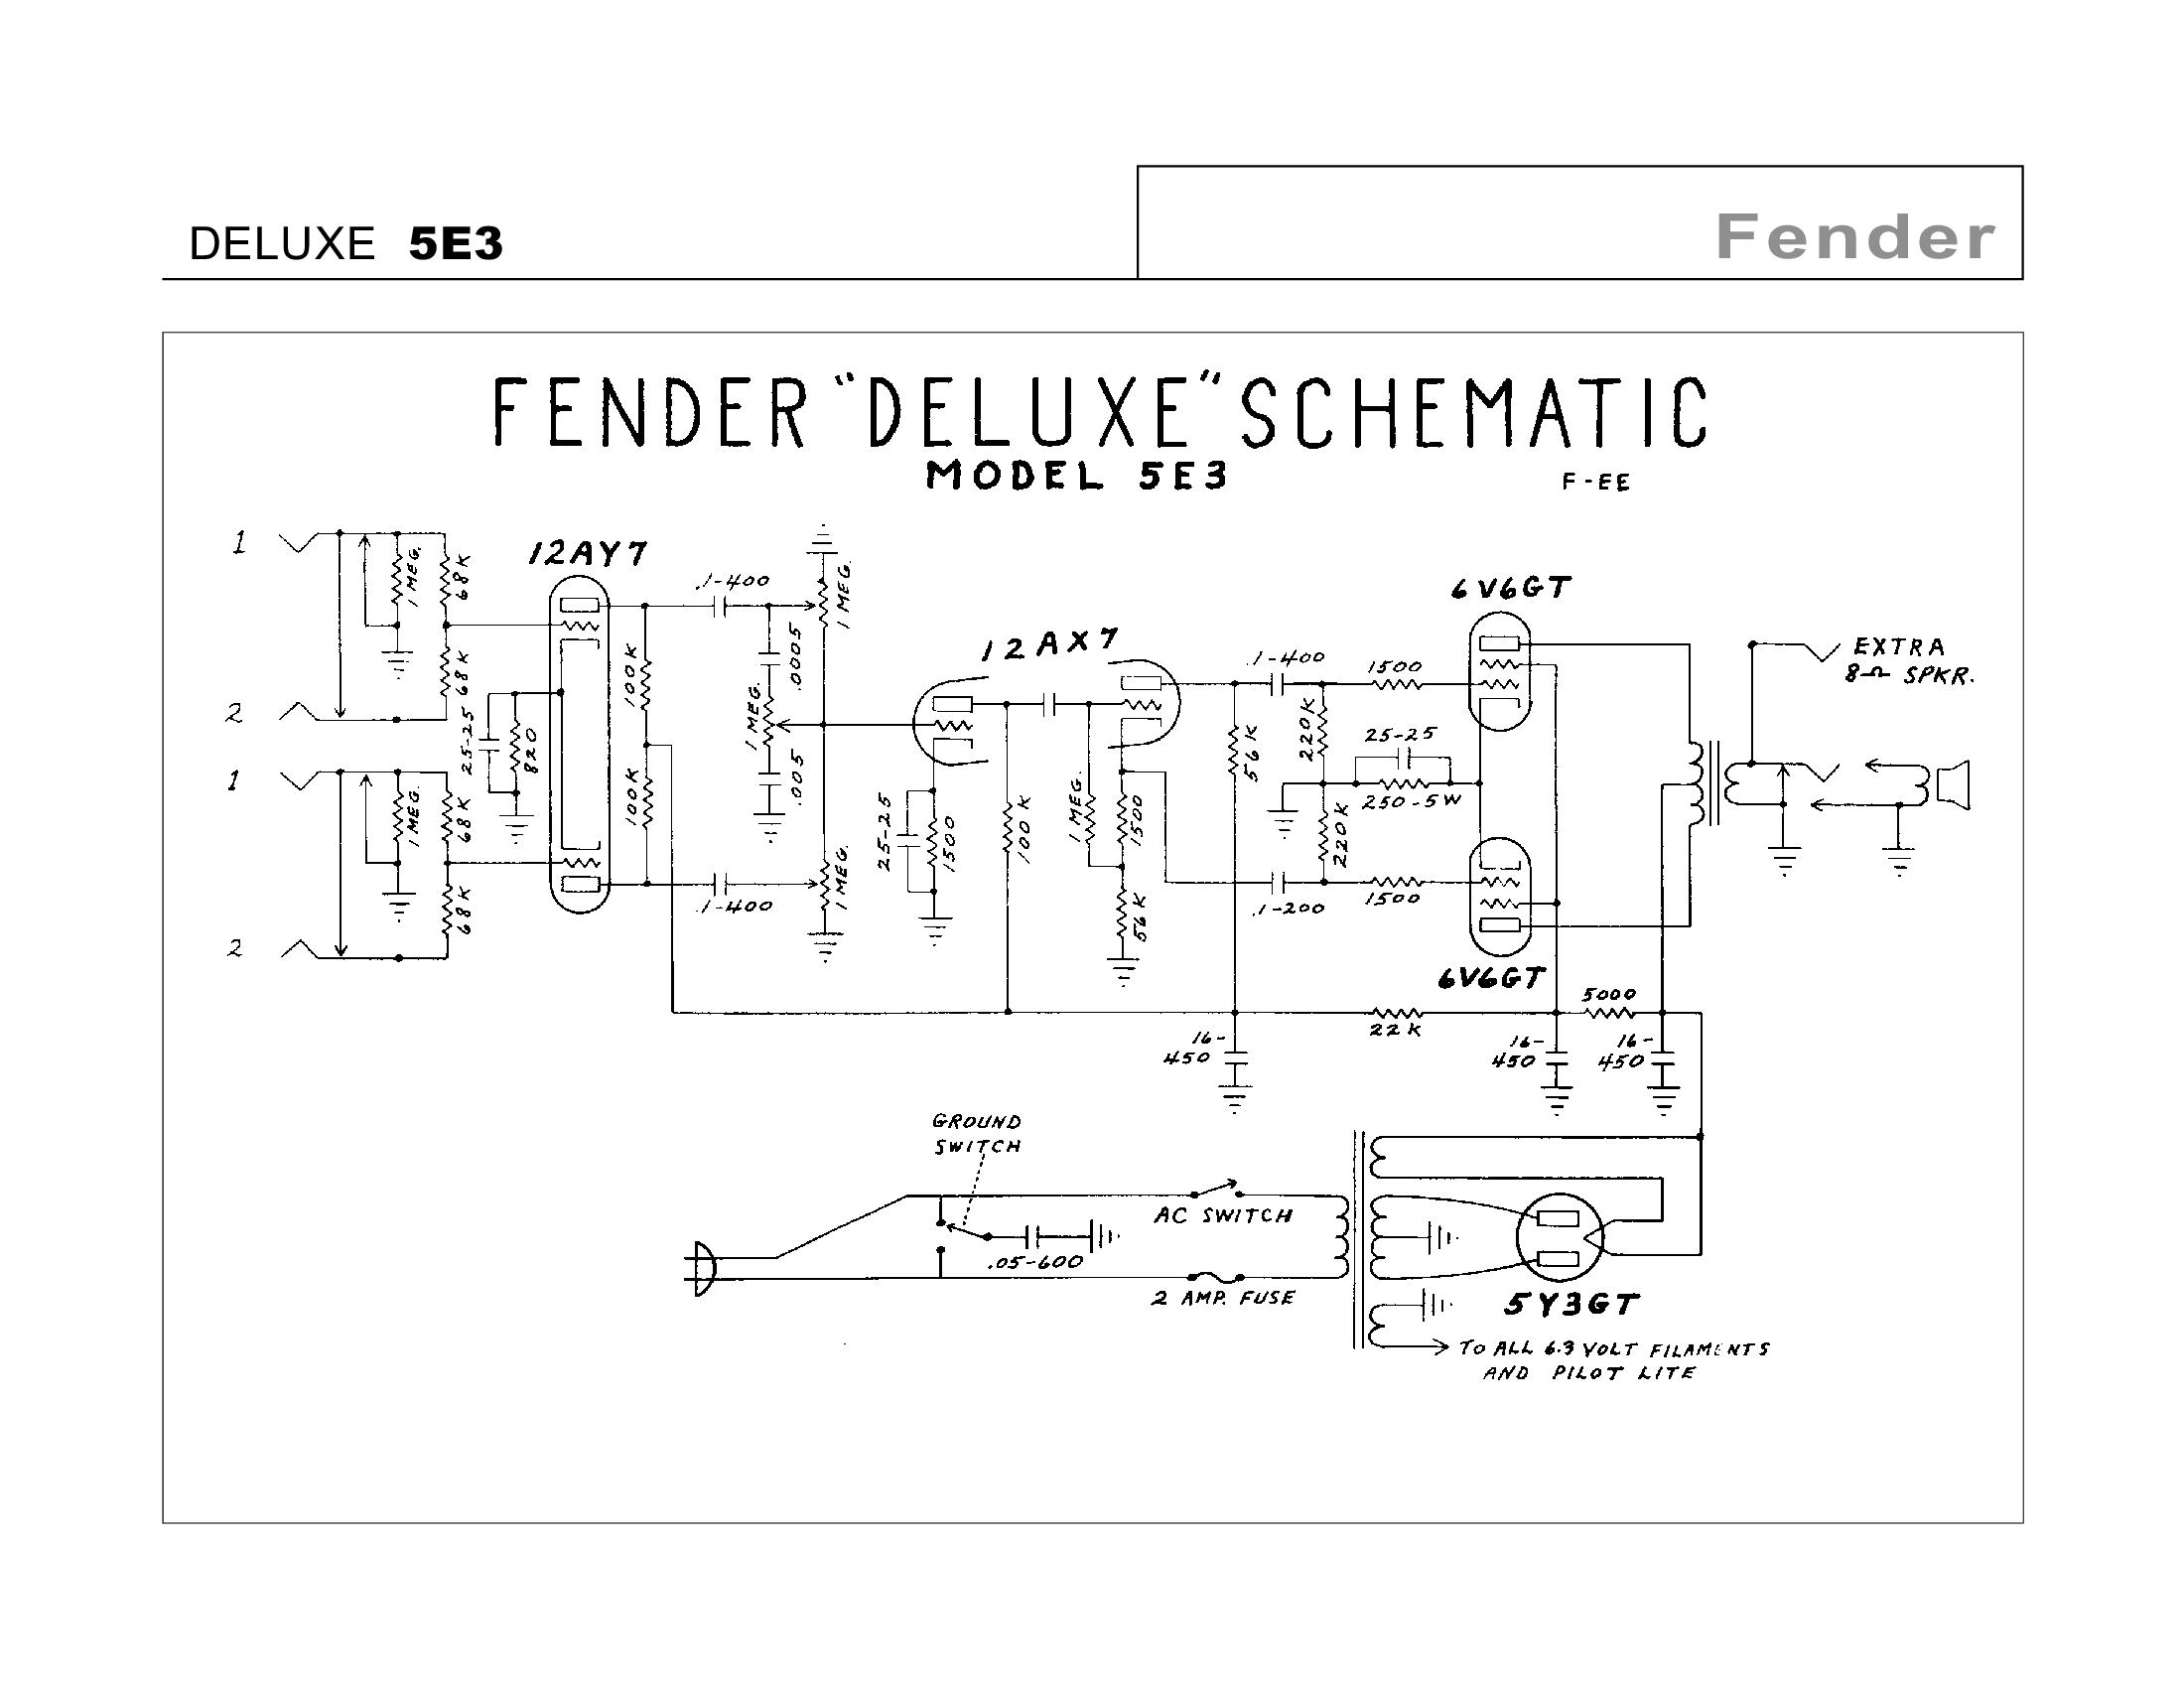 DELUXE 5E3
Fender
FENDER "DELUXE" SCHEMATIC
MODEL 5E3
F-EE
1
1 MEG.
68K
68K
2
1
1 MEG.
68K
68K
2
12AY7
25-25
820
100K
100K
.1-400
.1-400
.0005
1 MEG.
.005
1 MEG.
1 MEG.
12AX7
25-25
1500
100K
1 MEG.
1500
56K
56K
.1-400
1500
220K
25-25
250-5W
220K
.1-200
1500
6V6GT
6V6GT
EXTRA
8Ω SPKR.
22K
5000
16-
450
16-
450
16-
450
GROUND
SWITCH
.05-600
AC SWITCH
2 AMP. FUSE
5Y3GT
TO ALL 6.3 VOLT FILAMENTS
AND PILOT LITE